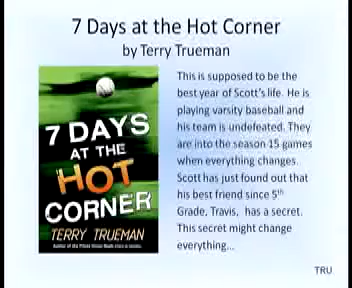 7 Days at the Hot Corner
by Terry Trueman
This is supposed to be the
best year of Scott's life. He is
playing varsity baseball and
his team is undefeated. They
are into the season 15 games
when everything changes.
Scott has just found out that
his best friend since 5th
Grade, Travis, has a secret.
This secret might change
everything...
7 DAYS
AT THE
HOT
CORNER
TERRY TRUEMAN
TRU